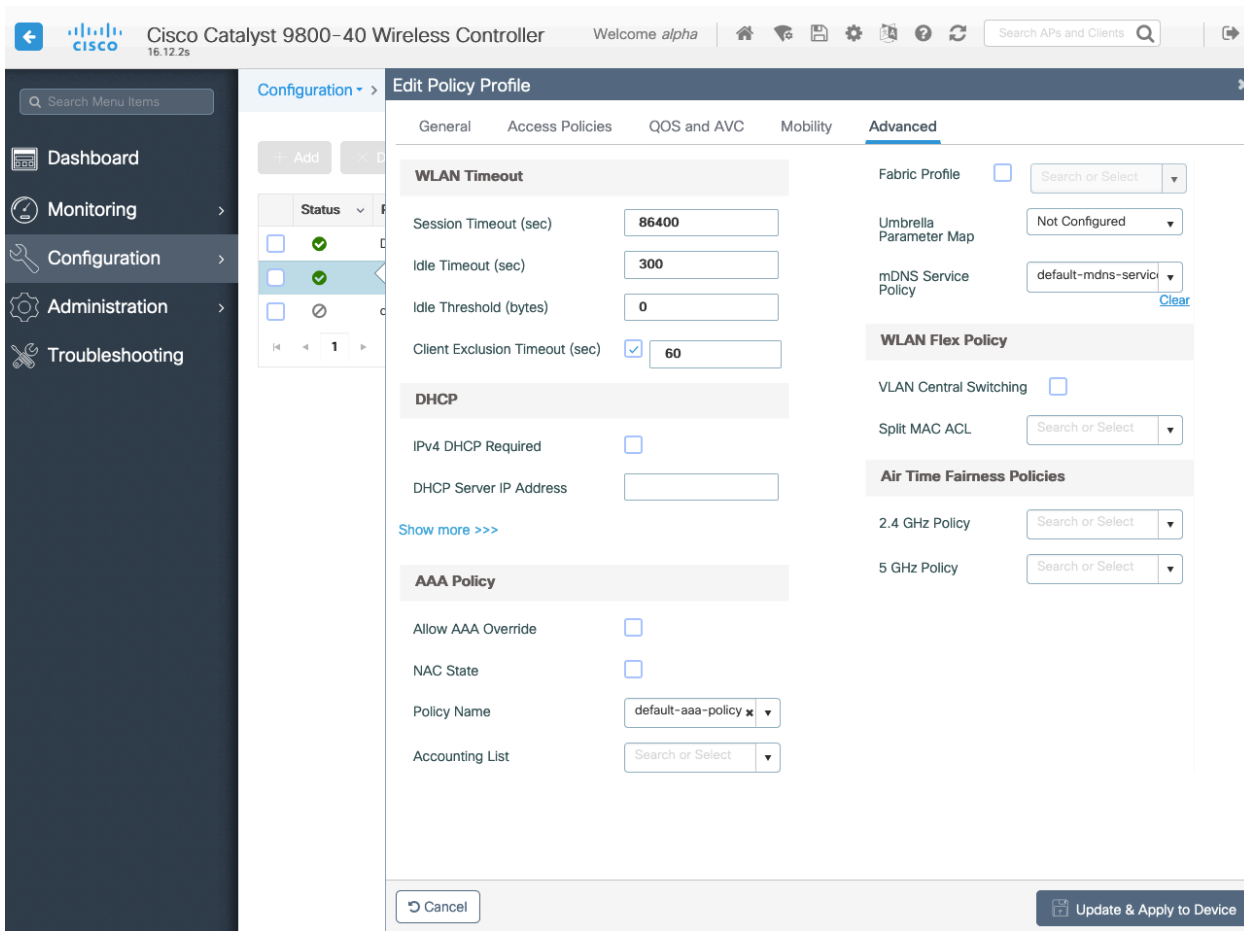 CISCO
Cisco Catalyst 9800-40 Wireless Controller
16.12.2s
Welcome alpha
Search APs and Clients
Search Menu Items
Dashboard
Monitoring
Configuration
Administration
Troubleshooting
Configuration >
Add
Status
1
Edit Policy Profile
General Access Policies QOS and AVC Mobility Advanced
WLAN Timeout
Session Timeout (sec) 86400
Idle Timeout (sec) 300
Idle Threshold (bytes) 0
Client Exclusion Timeout (sec) 60
DHCP
IPv4 DHCP Required
DHCP Server IP Address
Show more >>>
AAA Policy
Allow AAA Override
NAC State
Policy Name default-aaa-policy
Accounting List Search or Select
Fabric Profile Search or Select
Umbrella
Parameter Map
Not Configured
mDNS Service
Policy
default-mdns-servic
Clear
WLAN Flex Policy
VLAN Central Switching
Split MAC ACL Search or Select
Air Time Fairness Policies
2.4 GHz Policy Search or Select
5 GHz Policy Search or Select
Cancel
Update & Apply to Device